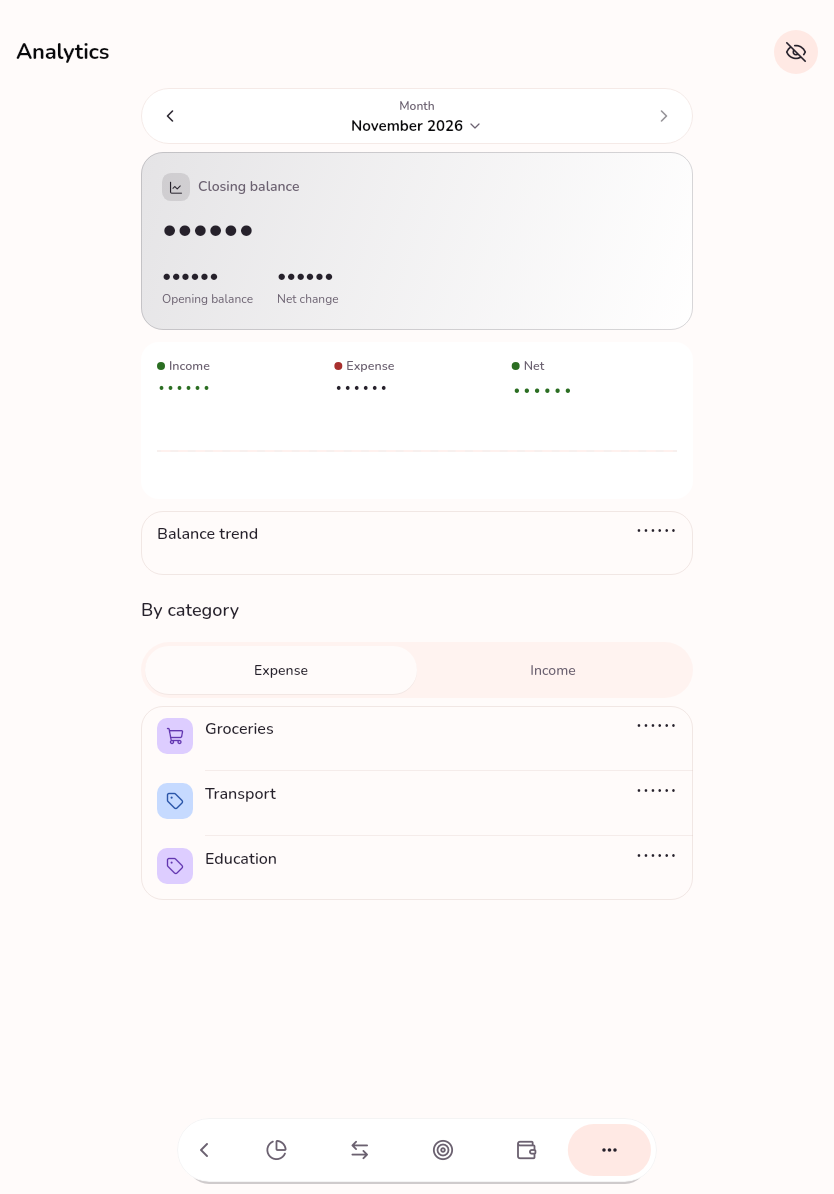 Analytics
Month
November 2026
Closing balance
••••••
•••••• ••••••
Opening balance Net change
Income Expense Net
•••••• •••••• ••••••
Balance trend ••••••
By category
Expense Income
Groceries ••••••
Transport ••••••
Education ••••••